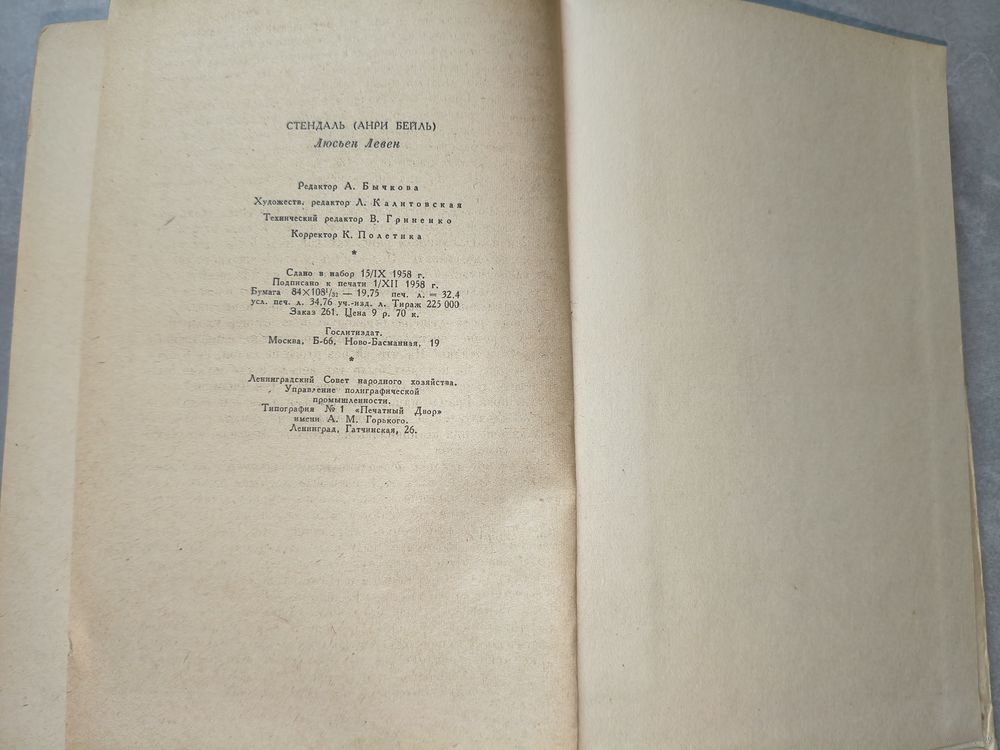 СТЕНДАЛЬ (АНРИ БЕЙЛЬ)
Люсьен Левен
Редактор А. Бычкова
Художеств. редактор Л. Калитовская
Технический редактор В. Гриненко
Корректор К. Полетика
*
Сдано в набор 15/IX 1958 г.
Подписано к печати 1/XII 1958 г.
Бумага 84×108¹/₃₂ — 19,75 печ. л. = 32,4
усл. печ. л. 34,76 уч.-изд. л. Тираж 225 000
Заказ 261. Цена 9 р. 70 к.
Гослитиздат.
Москва, Б-66, Ново-Басманная, 19
*
Ленинградский Совет народного хозяйства.
Управление полиграфической
промышленности.
Типография № 1 «Печатный Двор»
имени А. М. Горького.
Ленинград, Гатчинская, 26.